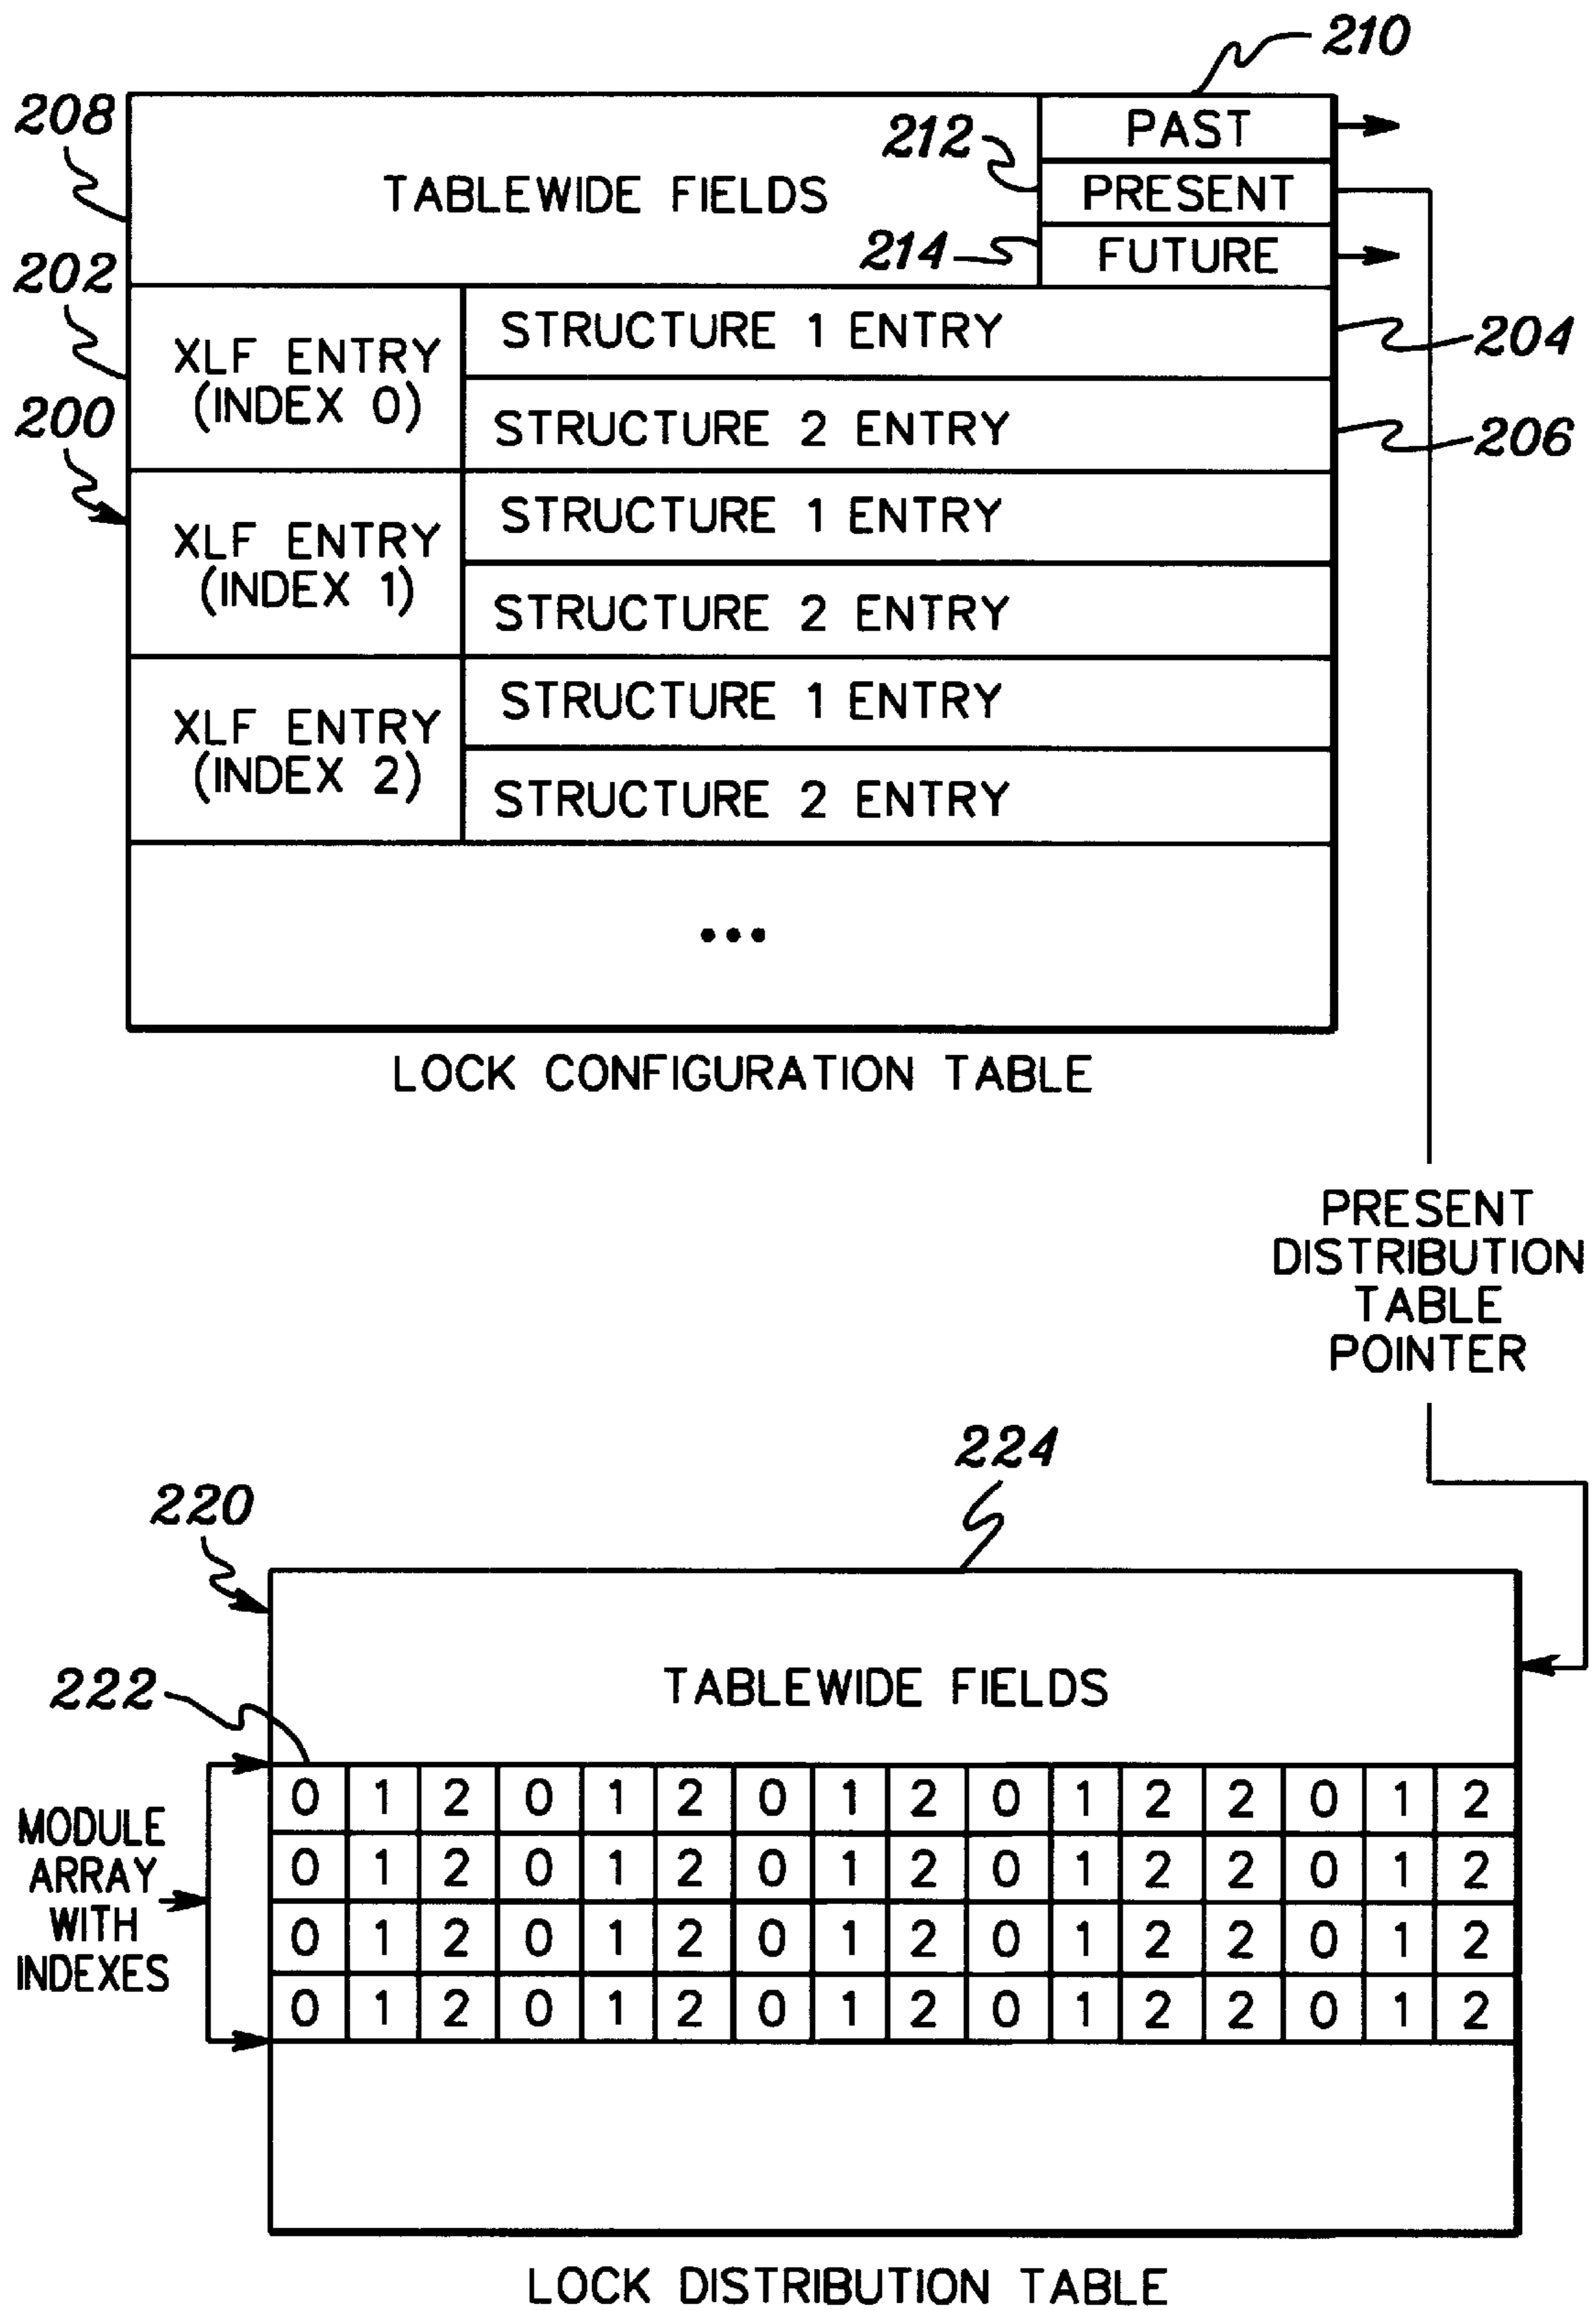 210
208
PAST
212
TABLEWIDE FIELDS
PRESENT
214
FUTURE
202
XLF ENTRY
(INDEX 0)
STRUCTURE 1 ENTRY
204
STRUCTURE 2 ENTRY
206
200
XLF ENTRY
(INDEX 1)
STRUCTURE 1 ENTRY
STRUCTURE 2 ENTRY
XLF ENTRY
(INDEX 2)
STRUCTURE 1 ENTRY
STRUCTURE 2 ENTRY
...
LOCK CONFIGURATION TABLE
PRESENT
DISTRIBUTION
TABLE
POINTER
224
220
TABLEWIDE FIELDS
222
MODULE
ARRAY
WITH
INDEXES
0 1 2 0 1 2 0 1 2 0 1 2 2 0 1 2
0 1 2 0 1 2 0 1 2 0 1 2 2 0 1 2
0 1 2 0 1 2 0 1 2 0 1 2 2 0 1 2
0 1 2 0 1 2 0 1 2 0 1 2 2 0 1 2
LOCK DISTRIBUTION TABLE